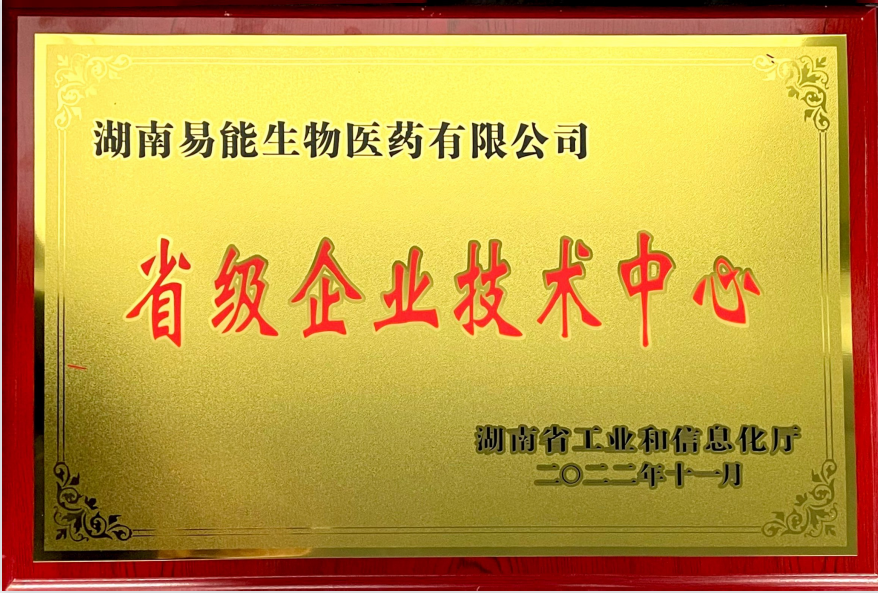 湖南易能生物医药有限公司
省级企业技术中心
湖南省工业和信息化厅
二〇二二年十一月